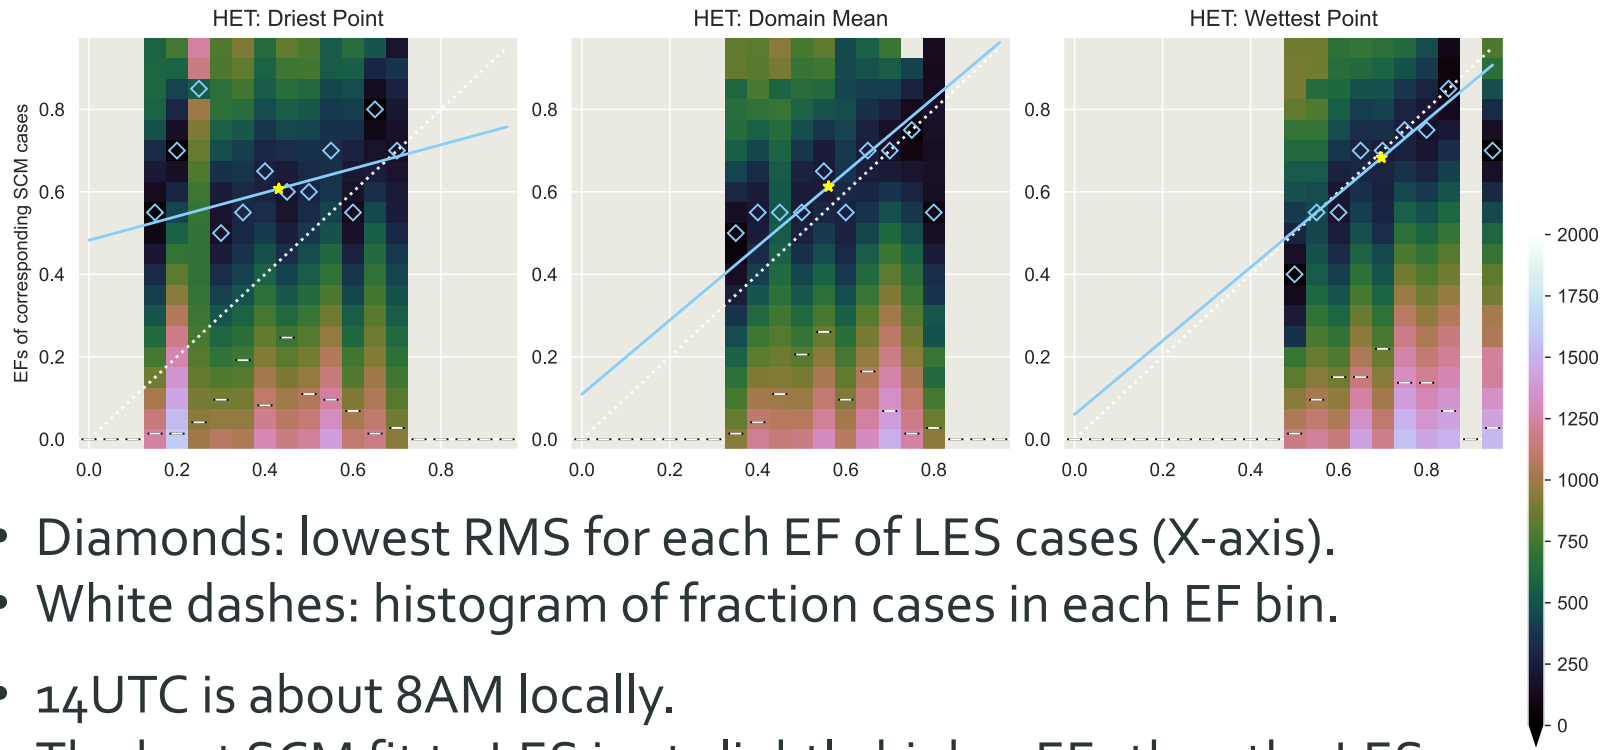 HET: Driest Point
HET: Domain Mean
HET: Wettest Point
EFs of corresponding SCM cases
0.8
0.6
0.4
0.2
0.0
0.0 0.2 0.4 0.6 0.8
0.8
0.6
0.4
0.2
0.0
0.0 0.2 0.4 0.6 0.8
0.8
0.6
0.4
0.2
0.0
0.0 0.2 0.4 0.6 0.8
2000
1750
1500
1250
1000
750
500
250
0
• Diamonds: lowest RMS for each EF of LES cases (X-axis).
• White dashes: histogram of fraction cases in each EF bin.
• 14UTC is about 8AM locally.